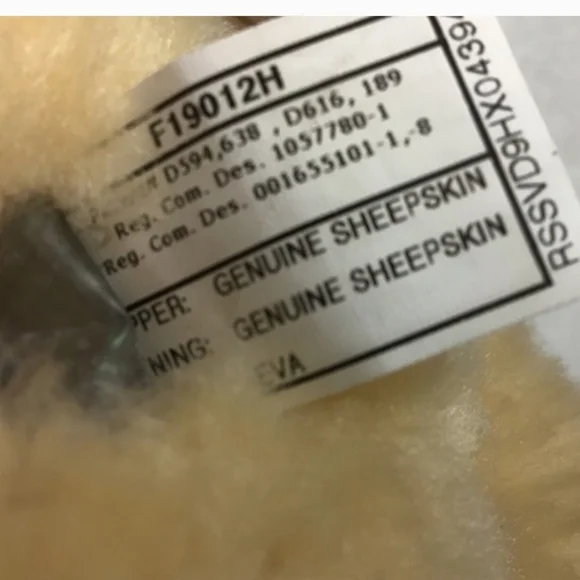 F19012H
D594,638 , D616, 189
Reg. Com. Des. 1057780-1
Reg. Com. Des. 001655101-1,-8
PPER: GENUINE SHEEPSKIN
NING: GENUINE SHEEPSKIN
EVA
RSSVD9HX0439